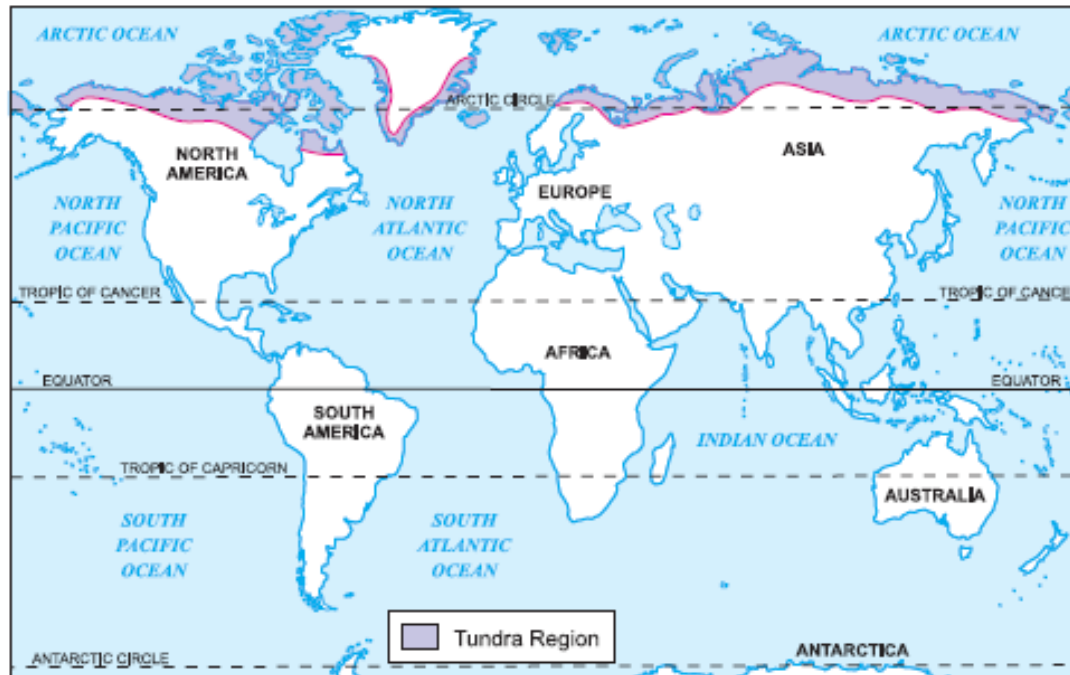 ARCTIC OCEAN
ARCTIC OCEAN
ARCTIC CIRCLE
NORTH
AMERICA
ASIA
EUROPE
NORTH
PACIFIC
OCEAN
NORTH
ATLANTIC
OCEAN
NORTH
PACIFIC
OCEAN
TROPIC OF CANCER
TROPIC OF CANCE
AFRICA
EQUATOR
EQUATOR
SOUTH
AMERICA
INDIAN OCEAN
TROPIC OF CAPRICORN
AUSTRALIA
SOUTH
PACIFIC
OCEAN
SOUTH
ATLANTIC
OCEAN
Tundra Region
ANTARCTIC CIRCLE
ANTARCTICA